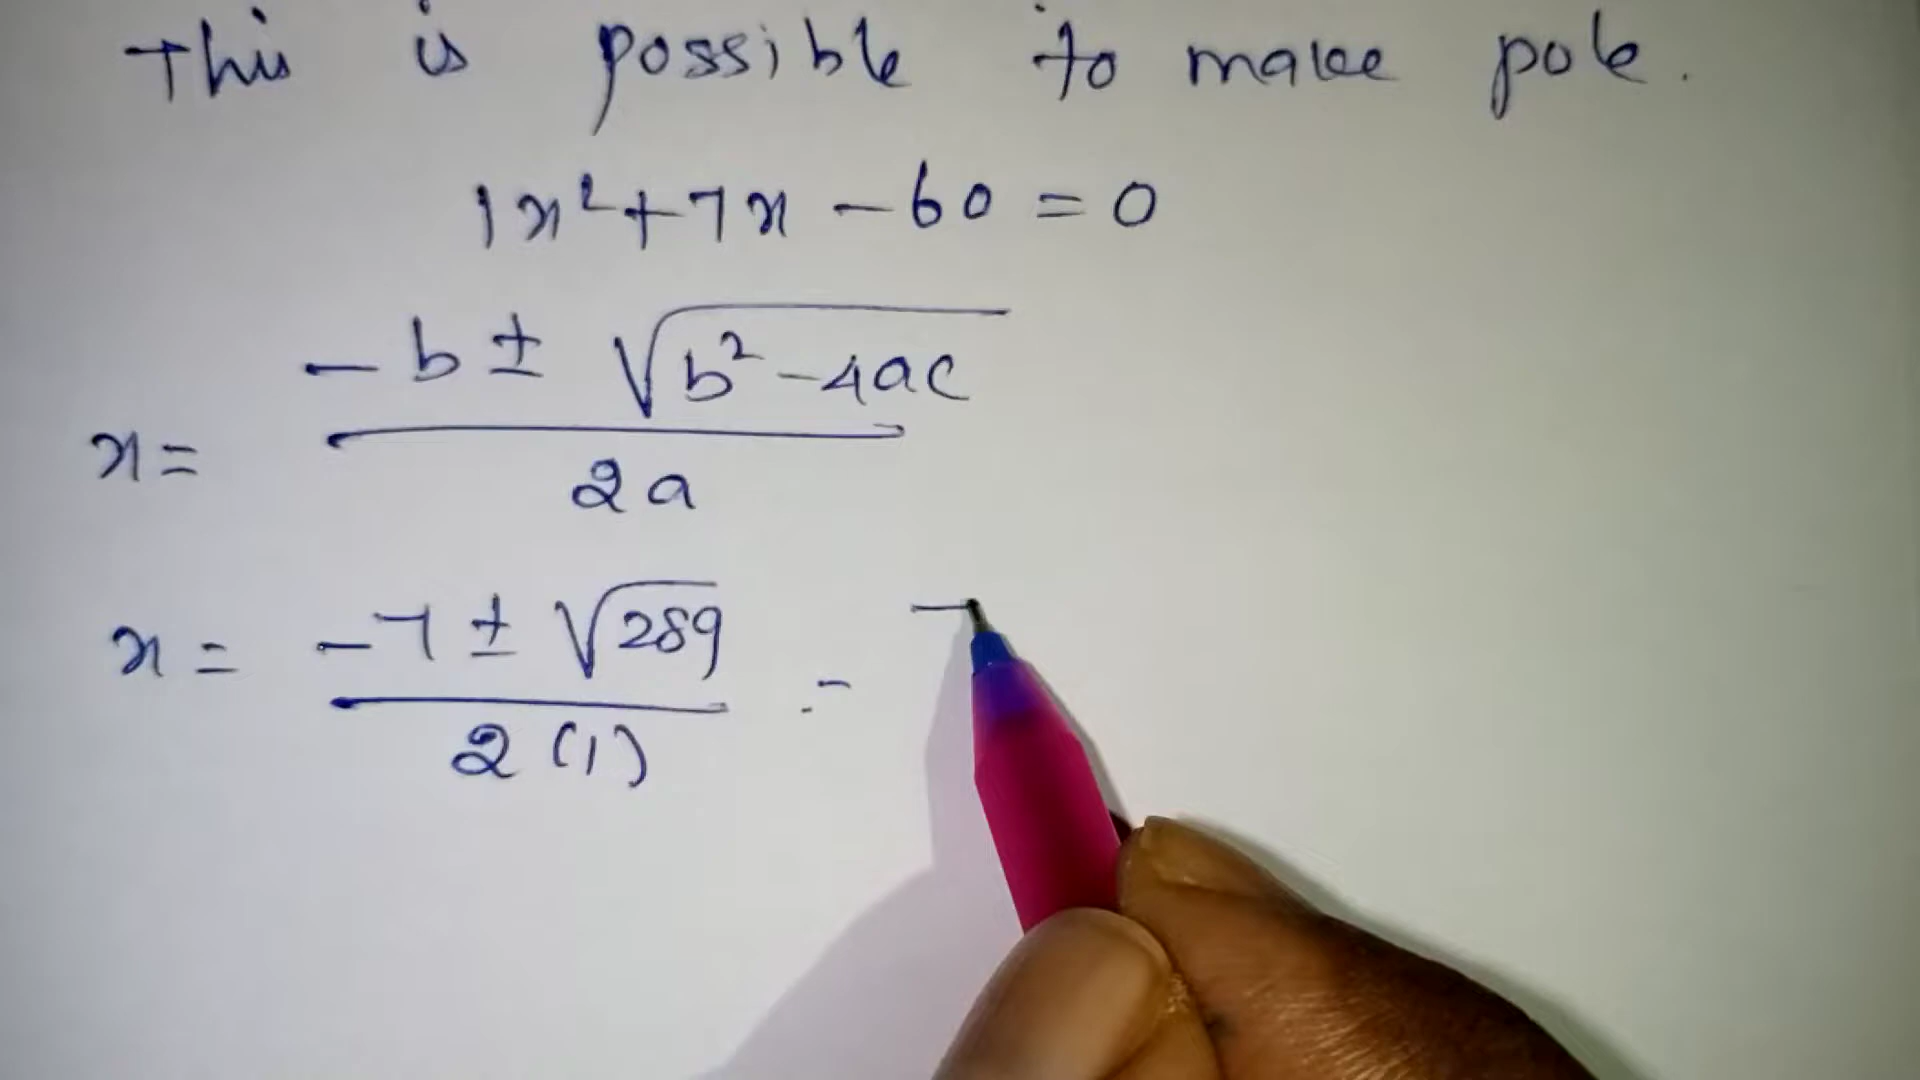 This is possible to make pole.
1x²+7x-60=0
x= -b ± √b²-4ac / 2a
x= -7 ± √289 / 2(1) = -